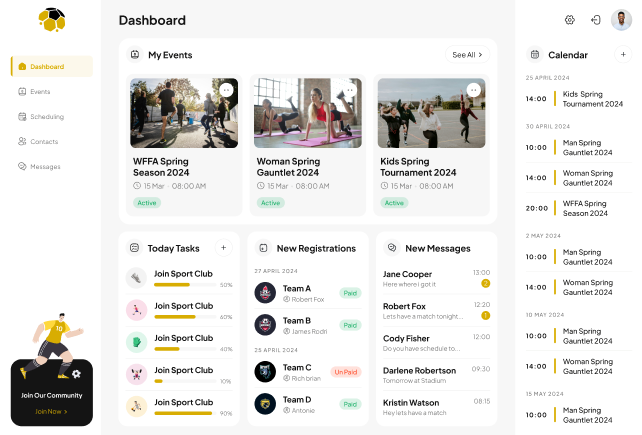 Dashboard
Events
Scheduling
Contacts
Messages
10
Join Our Community
Join Now >
Dashboard
My Events
See All >
WFFA Spring
Season 2024
15 Mar · 08:00 AM
Active
Woman Spring
Gauntlet 2024
15 Mar · 08:00 AM
Active
Kids Spring
Tournament 2024
15 Mar · 08:00 AM
Active
Today Tasks
+
Join Sport Club
50%
Join Sport Club
60%
Join Sport Club
40%
Join Sport Club
10%
Join Sport Club
90%
New Registrations
27 APRIL 2024
Team A
Robert Fox
Paid
Team B
James Rodri
Paid
25 APRIL 2024
Team C
Rich brian
Un Paid
Team D
Antonie
Paid
New Messages
Jane Cooper
13:00
Here where i got it
2
Robert Fox
12:20
Lets have a match tonight...
1
Cody Fisher
12:00
Do you have schedule to...
Darlene Robertson
09:30
Tomorrow at Stadium
Kristin Watson
08:15
Hey lets have a match
Calendar
+
25 APRIL 2024
14:00
Kids Spring
Tournament 2024
30 APRIL 2024
10:00
Man Spring
Gauntlet 2024
14:00
Woman Spring
Gauntlet 2024
20:00
WFFA Spring
Season 2024
2 MAY 2024
10:00
Man Spring
Gauntlet 2024
14:00
Woman Spring
Gauntlet 2024
10 MAY 2024
10:00
Man Spring
Gauntlet 2024
14:00
Woman Spring
Gauntlet 2024
15 MAY 2024
10:00
Man Spring
Gauntlet 2024